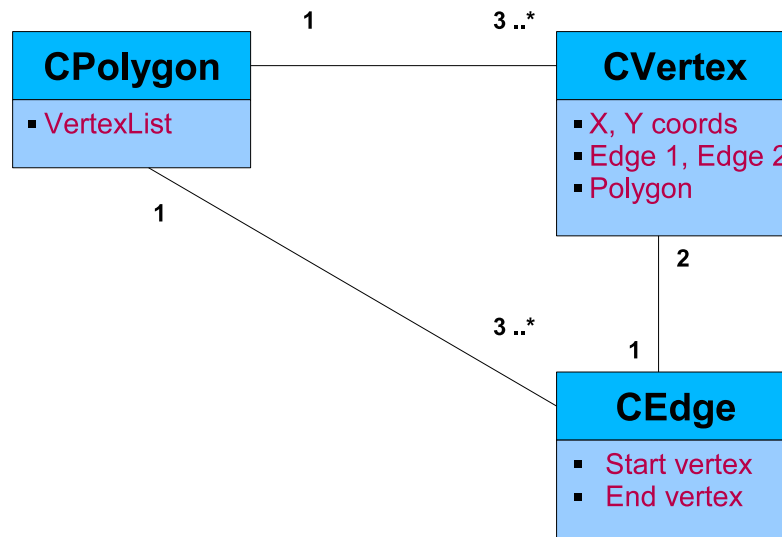 1
3 ..*
CPolygon
▪ VertexList
CVertex
▪ X, Y coords
▪ Edge 1, Edge 2
▪ Polygon
1
2
3 ..*
1
CEdge
▪ Start vertex
▪ End vertex